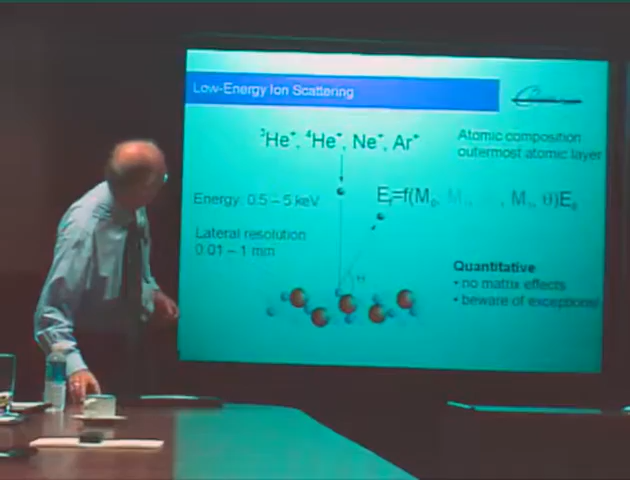 Low-Energy Ion Scattering
³He⁺, ⁴He⁺, Ne⁺, Ar⁺
Atomic composition
outermost atomic layer
Energy: 0.5 – 5 keV
Lateral resolution
0.01 – 1 mm
θ
Quantitative
• no matrix effects
• beware of exceptions!